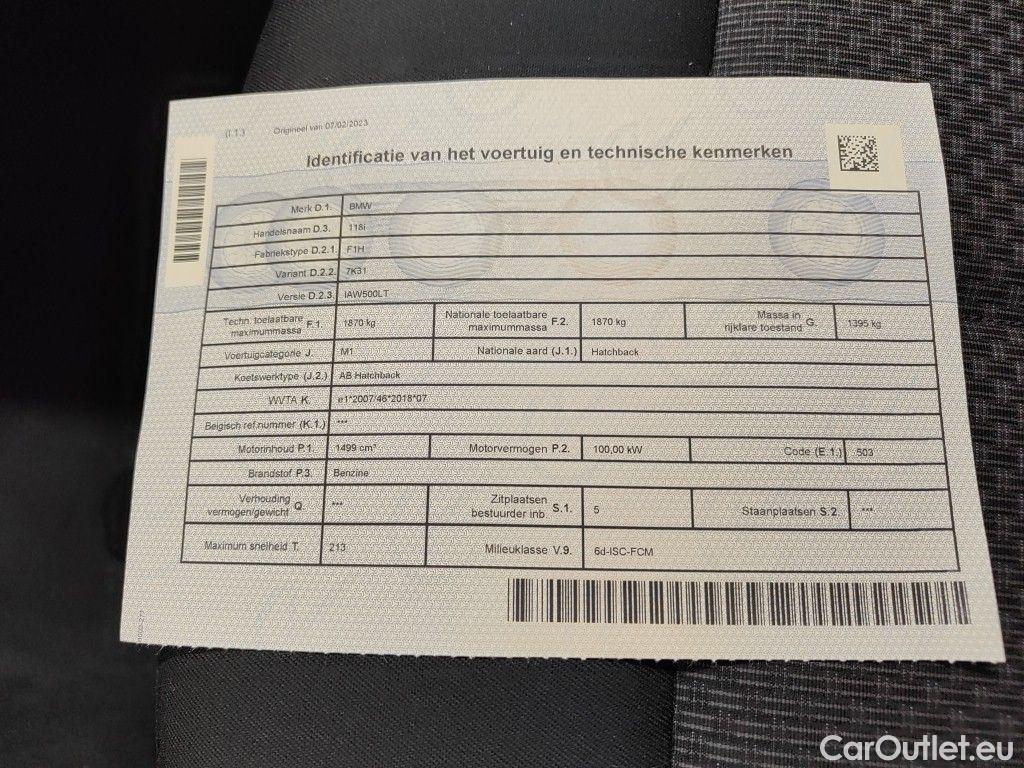 (I.1.) Origineel van 07/02/2023
Identificatie van het voertuig en technische kenmerken
Merk D.1. BMW
Handelsnaam D.3. 118i
Fabriekstype D.2.1. F1H
Variant D.2.2. 7K31
Versie D.2.3. IAW500LT
Techn. toelaatbare maximummassa F.1. 1870 kg Nationale toelaatbare maximummassa F.2. 1870 kg Massa in rijklare toestand G. 1395 kg
Voertuigcategorie J. M1 Nationale aard (J.1.) Hatchback
Koetswerktype (J.2.) AB Hatchback
WVTA K. e1*2007/46*2018*07
Belgisch ref.nummer (K.1.) ***
Motorinhoud P.1. 1499 cm³ Motorvermogen P.2. 100,00 kW Code (E.1.) 503
Brandstof P.3. Benzine
Verhouding vermogen/gewicht Q. *** Zitplaatsen bestuurder inb S.1. 5 Staanplaatsen S.2. ***
Maximum snelheid T. 213 Milieuklasse V.9. 6d-ISC-FCM
CarOutlet.eu